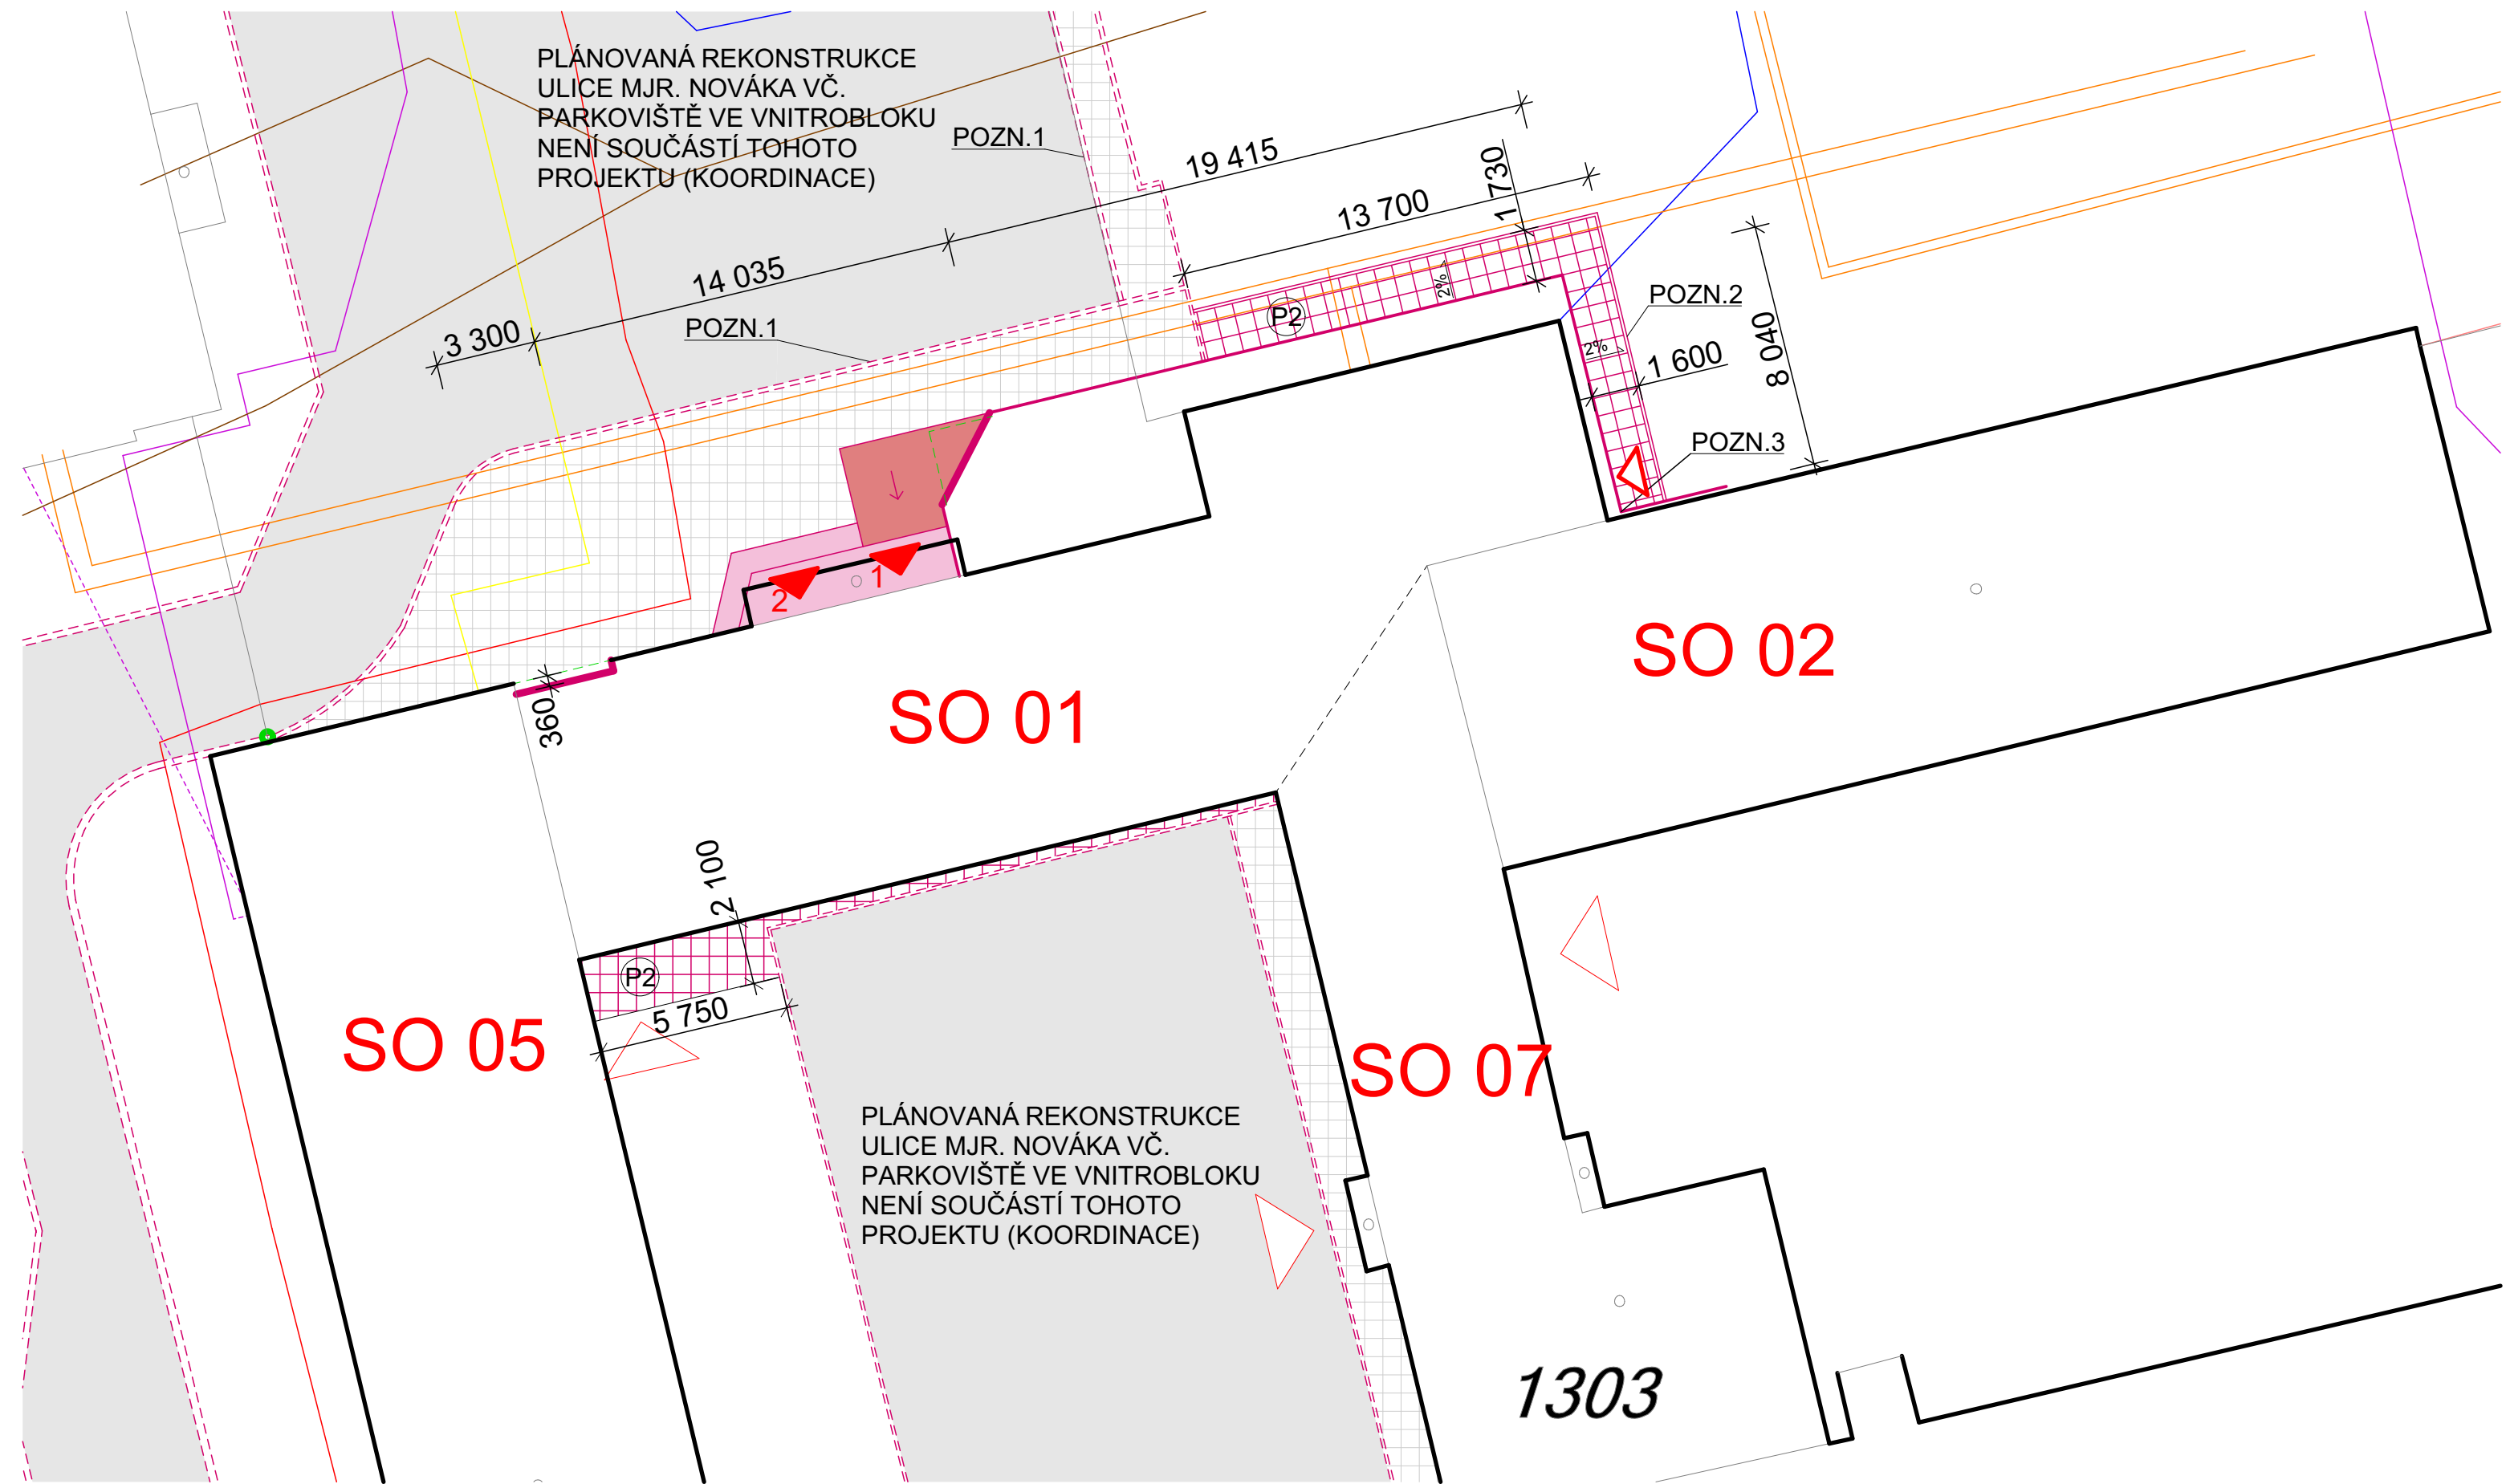 PLÁNOVANÁ REKONSTRUKCE
ULICE MJR. NOVÁKA VČ.
PARKOVIŠTĚ VE VNITROBLOKU
NENÍ SOUČÁSTÍ TOHOTO
PROJEKTU (KOORDINACE)
POZN.1
19 415
1 730
13 700
14 035
3 300
POZN.1
P2
2%
POZN.2
2%
1 600
8 040
POZN.3
1
2
360
SO 01
SO 02
2 100
P2
5 750
SO 05
SO 07
PLÁNOVANÁ REKONSTRUKCE
ULICE MJR. NOVÁKA VČ.
PARKOVIŠTĚ VE VNITROBLOKU
NENÍ SOUČÁSTÍ TOHOTO
PROJEKTU (KOORDINACE)
1303